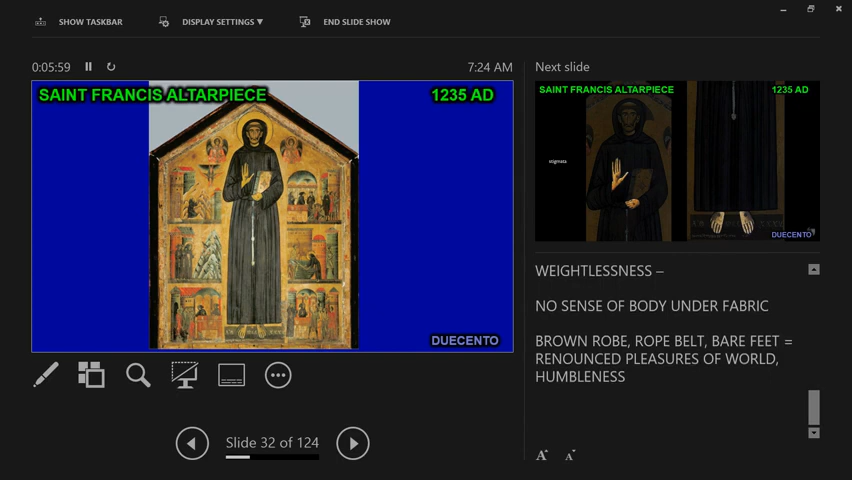 SHOW TASKBAR
DISPLAY SETTINGS ▼
END SLIDE SHOW
0:05:59
7:24 AM
Next slide
SAINT FRANCIS ALTARPIECE
1235 AD
DUECENTO
SAINT FRANCIS ALTARPIECE
1235 AD
stigmata
DUECENTO
WEIGHTLESSNESS –
NO SENSE OF BODY UNDER FABRIC
BROWN ROBE, ROPE BELT, BARE FEET =
RENOUNCED PLEASURES OF WORLD,
HUMBLENESS
Slide 32 of 124
A A